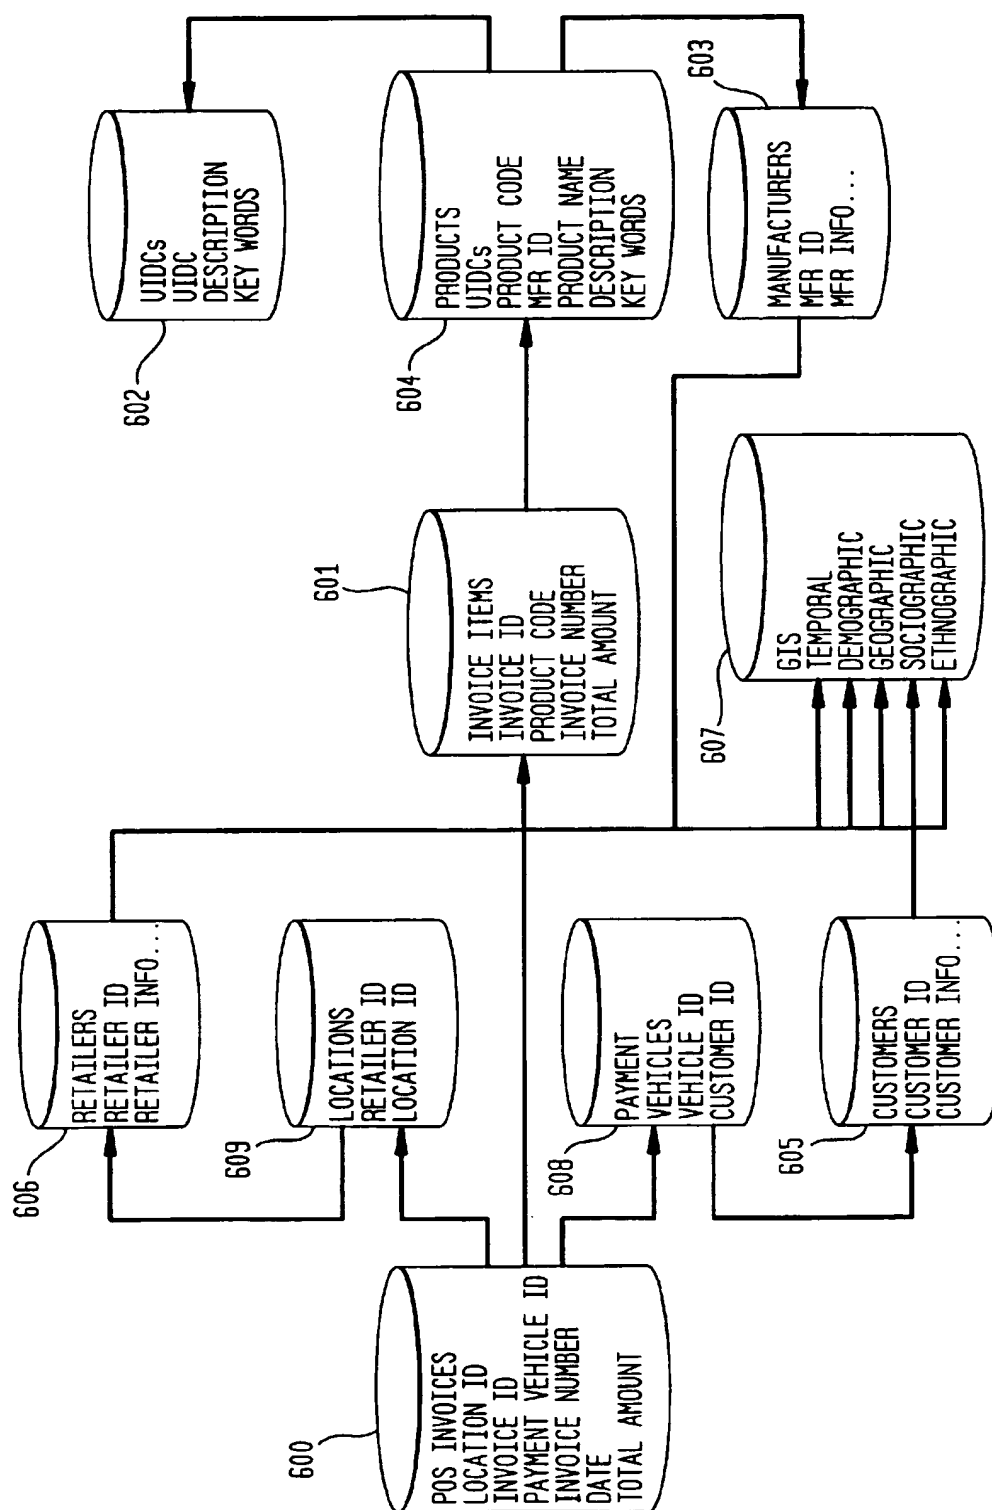 600
POS INVOICES
LOCATION ID
INVOICE ID
PAYMENT VEHICLE ID
INVOICE NUMBER
DATE
TOTAL AMOUNT
606
RETAILERS
RETAILER ID
RETAILER INFO...
609
LOCATIONS
RETAILER ID
LOCATION ID
608
PAYMENT
VEHICLES
VEHICLE ID
CUSTOMER ID
605
CUSTOMERS
CUSTOMER ID
CUSTOMER INFO...
601
INVOICE ITEMS
INVOICE ID
PRODUCT CODE
INVOICE NUMBER
TOTAL AMOUNT
607
GIS
TEMPORAL
DEMOGRAPHIC
GEOGRAPHIC
SOCIOGRAPHIC
ETHNOGRAPHIC
602
UIDCs
UIDC
DESCRIPTION
KEY WORDS
604
PRODUCTS
UIDCs
PRODUCT CODE
MFR ID
PRODUCT NAME
DESCRIPTION
KEY WORDS
603
MANUFACTURERS
MFR ID
MFR INFO...